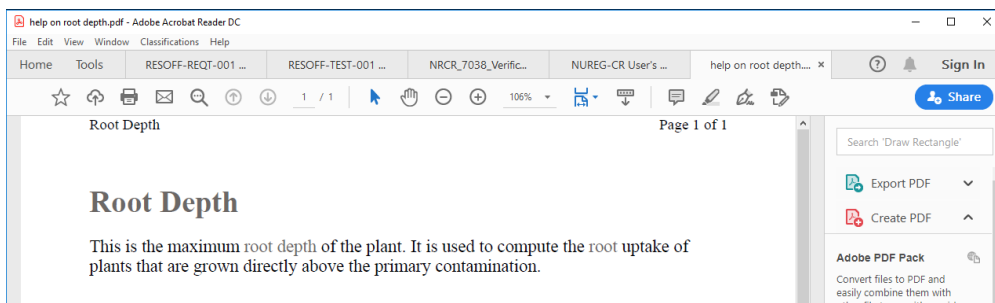 help on root depth.pdf - Adobe Acrobat Reader DC
File Edit View Window Classifications Help
Home Tools RESOFF-REQT-001 ... RESOFF-TEST-001 ... NRCR_7038_Verific... NUREG-CR User's ... help on root depth.... × Sign In
1 / 1 106% Share
Root Depth Page 1 of 1
Search 'Draw Rectangle'
Export PDF
Root Depth
Create PDF
This is the maximum root depth of the plant. It is used to compute the root uptake of
plants that are grown directly above the primary contamination.
Adobe PDF Pack
Convert files to PDF and
easily combine them with